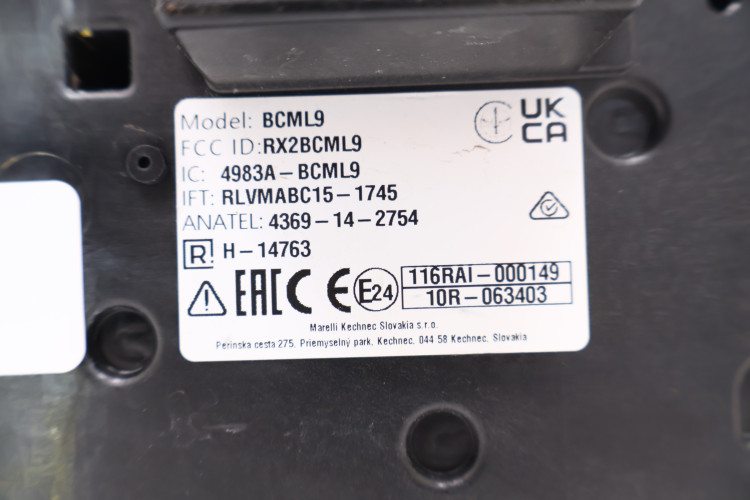 Model: BCML9
FCC ID:RX2BCML9
IC: 4983A-BCML9
IFT: RLVMABC15-1745
ANATEL: 4369-14-2754
R H-14763
UK
CA
EAC CE E24
116RAI-000149
10R-063403
Marelli Kechnec Slovakia s.r.o.
Perinska cesta 275, Priemyselný park, Kechnec, 044 58 Kechnec, Slovakia